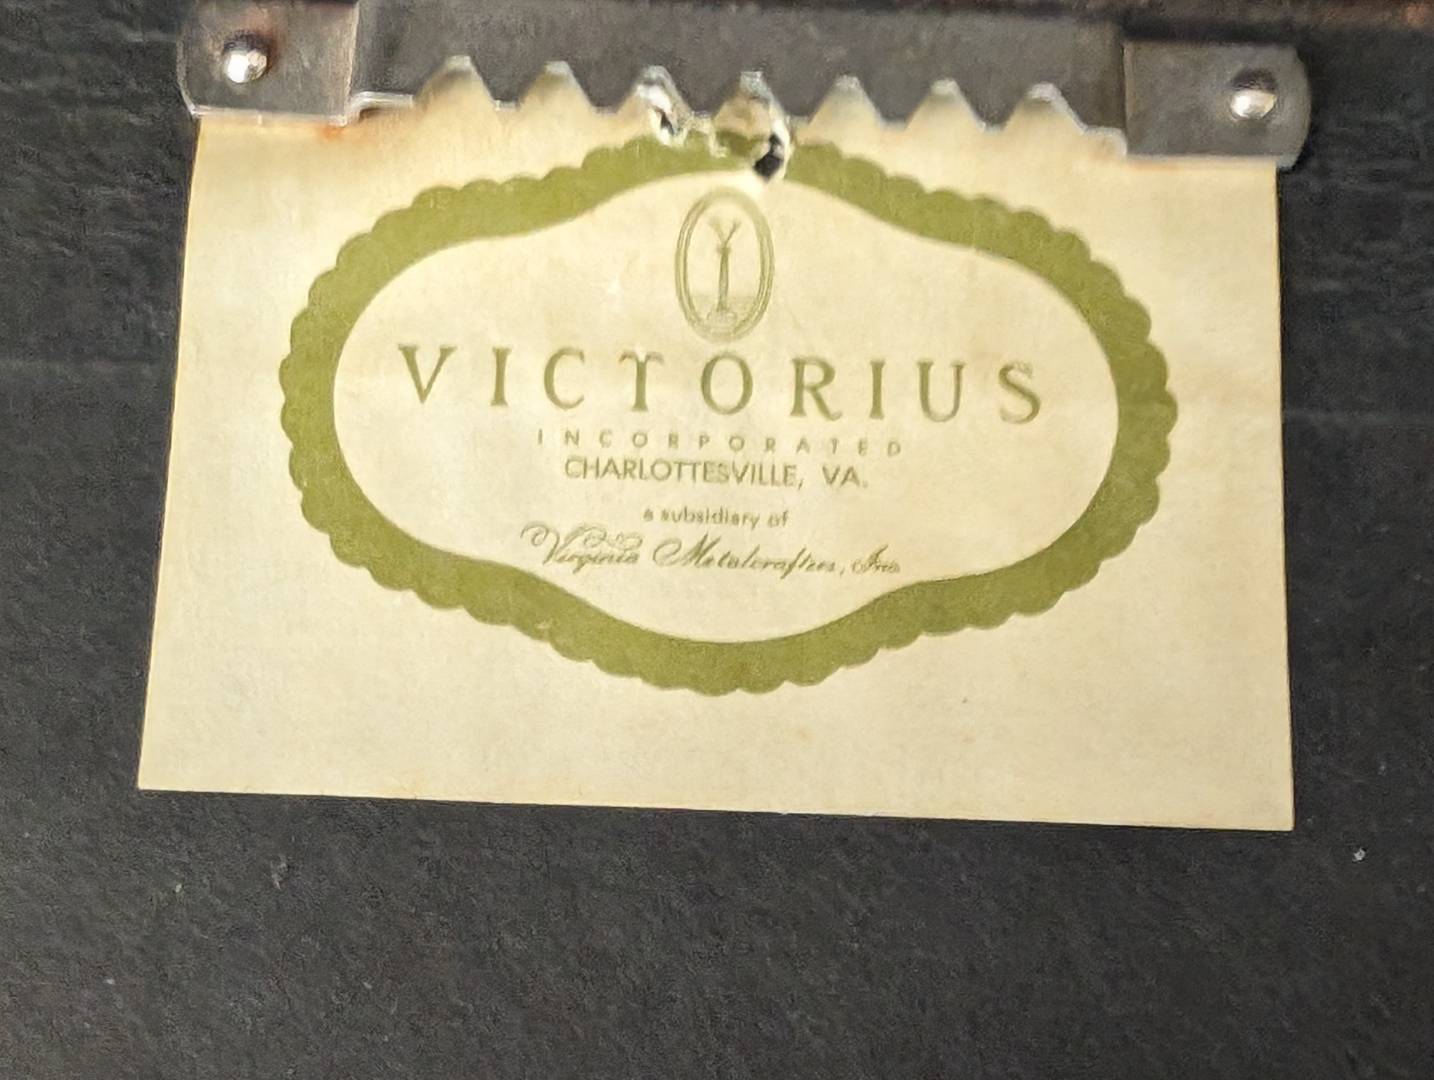 VICTORIUS
INCORPORATED
CHARLOTTESVILLE, VA.
a subsidiary of
Virginia Metalcrafters, Inc.